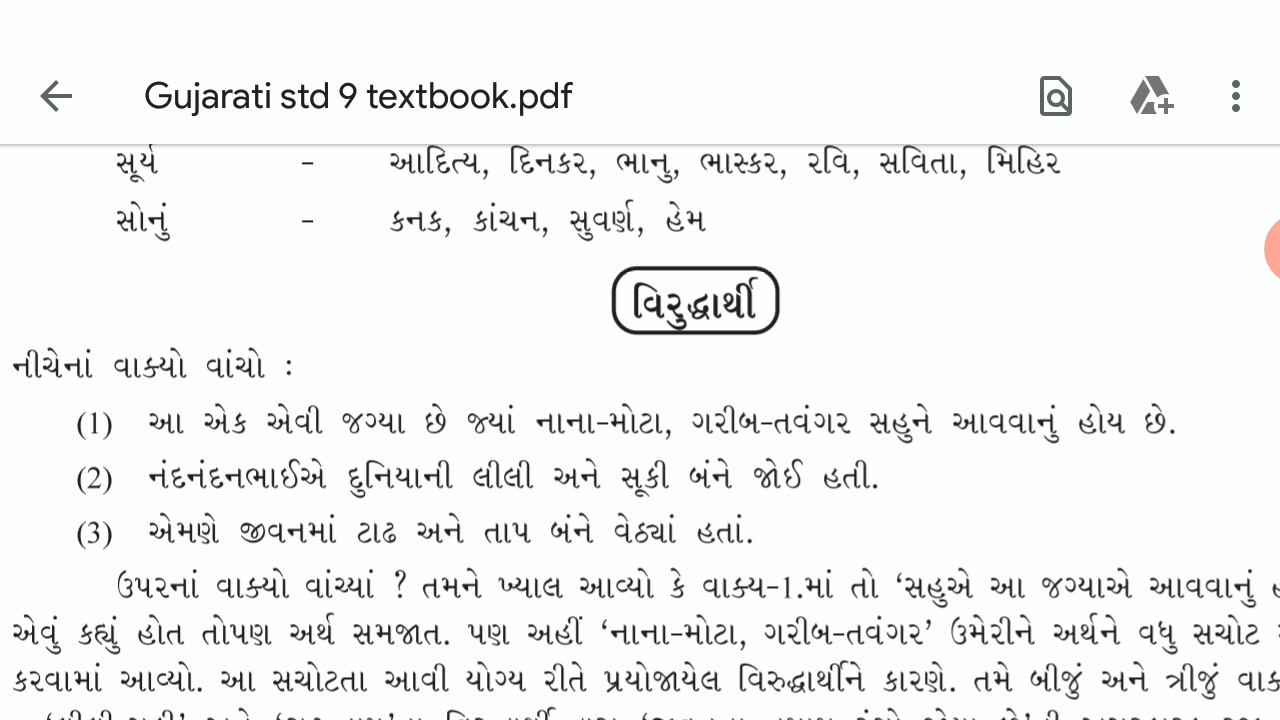 Gujarati std 9 textbook.pdf
સૂર્ય - આદિત્ય, દિનકર, ભાનુ, ભાસ્કર, રવિ, સવિતા, મિહિર
સોનું - કનક, કાંચન, સુવર્ણ, હેમ
વિરુદ્ધાર્થી
નીચેનાં વાક્યો વાંચો :
(1) આ એક એવી જગ્યા છે જ્યાં નાના-મોટા, ગરીબ-તવંગર સહુને આવવાનું હોય છે.
(2) નંદનંદનભાઈએ દુનિયાની લીલી અને સૂકી બંને જોઈ હતી.
(3) એમણે જીવનમાં ટાઢ અને તાપ બંને વેઠ્યાં હતાં.
ઉપરનાં વાક્યો વાંચ્યાં ? તમને ખ્યાલ આવ્યો કે વાક્ય-1.માં તો ‘સહુએ આ જગ્યાએ આવવાનું
એવું કહ્યું હોત તોપણ અર્થ સમજાત. પણ અહીં ‘નાના-મોટા, ગરીબ-તવંગર’ ઉમેરીને અર્થને વધુ સચોટ
કરવામાં આવ્યો. આ સચોટતા આવી યોગ્ય રીતે પ્રયોજાયેલ વિરુદ્ધાર્થીને કારણે. તમે બીજું અને ત્રીજું